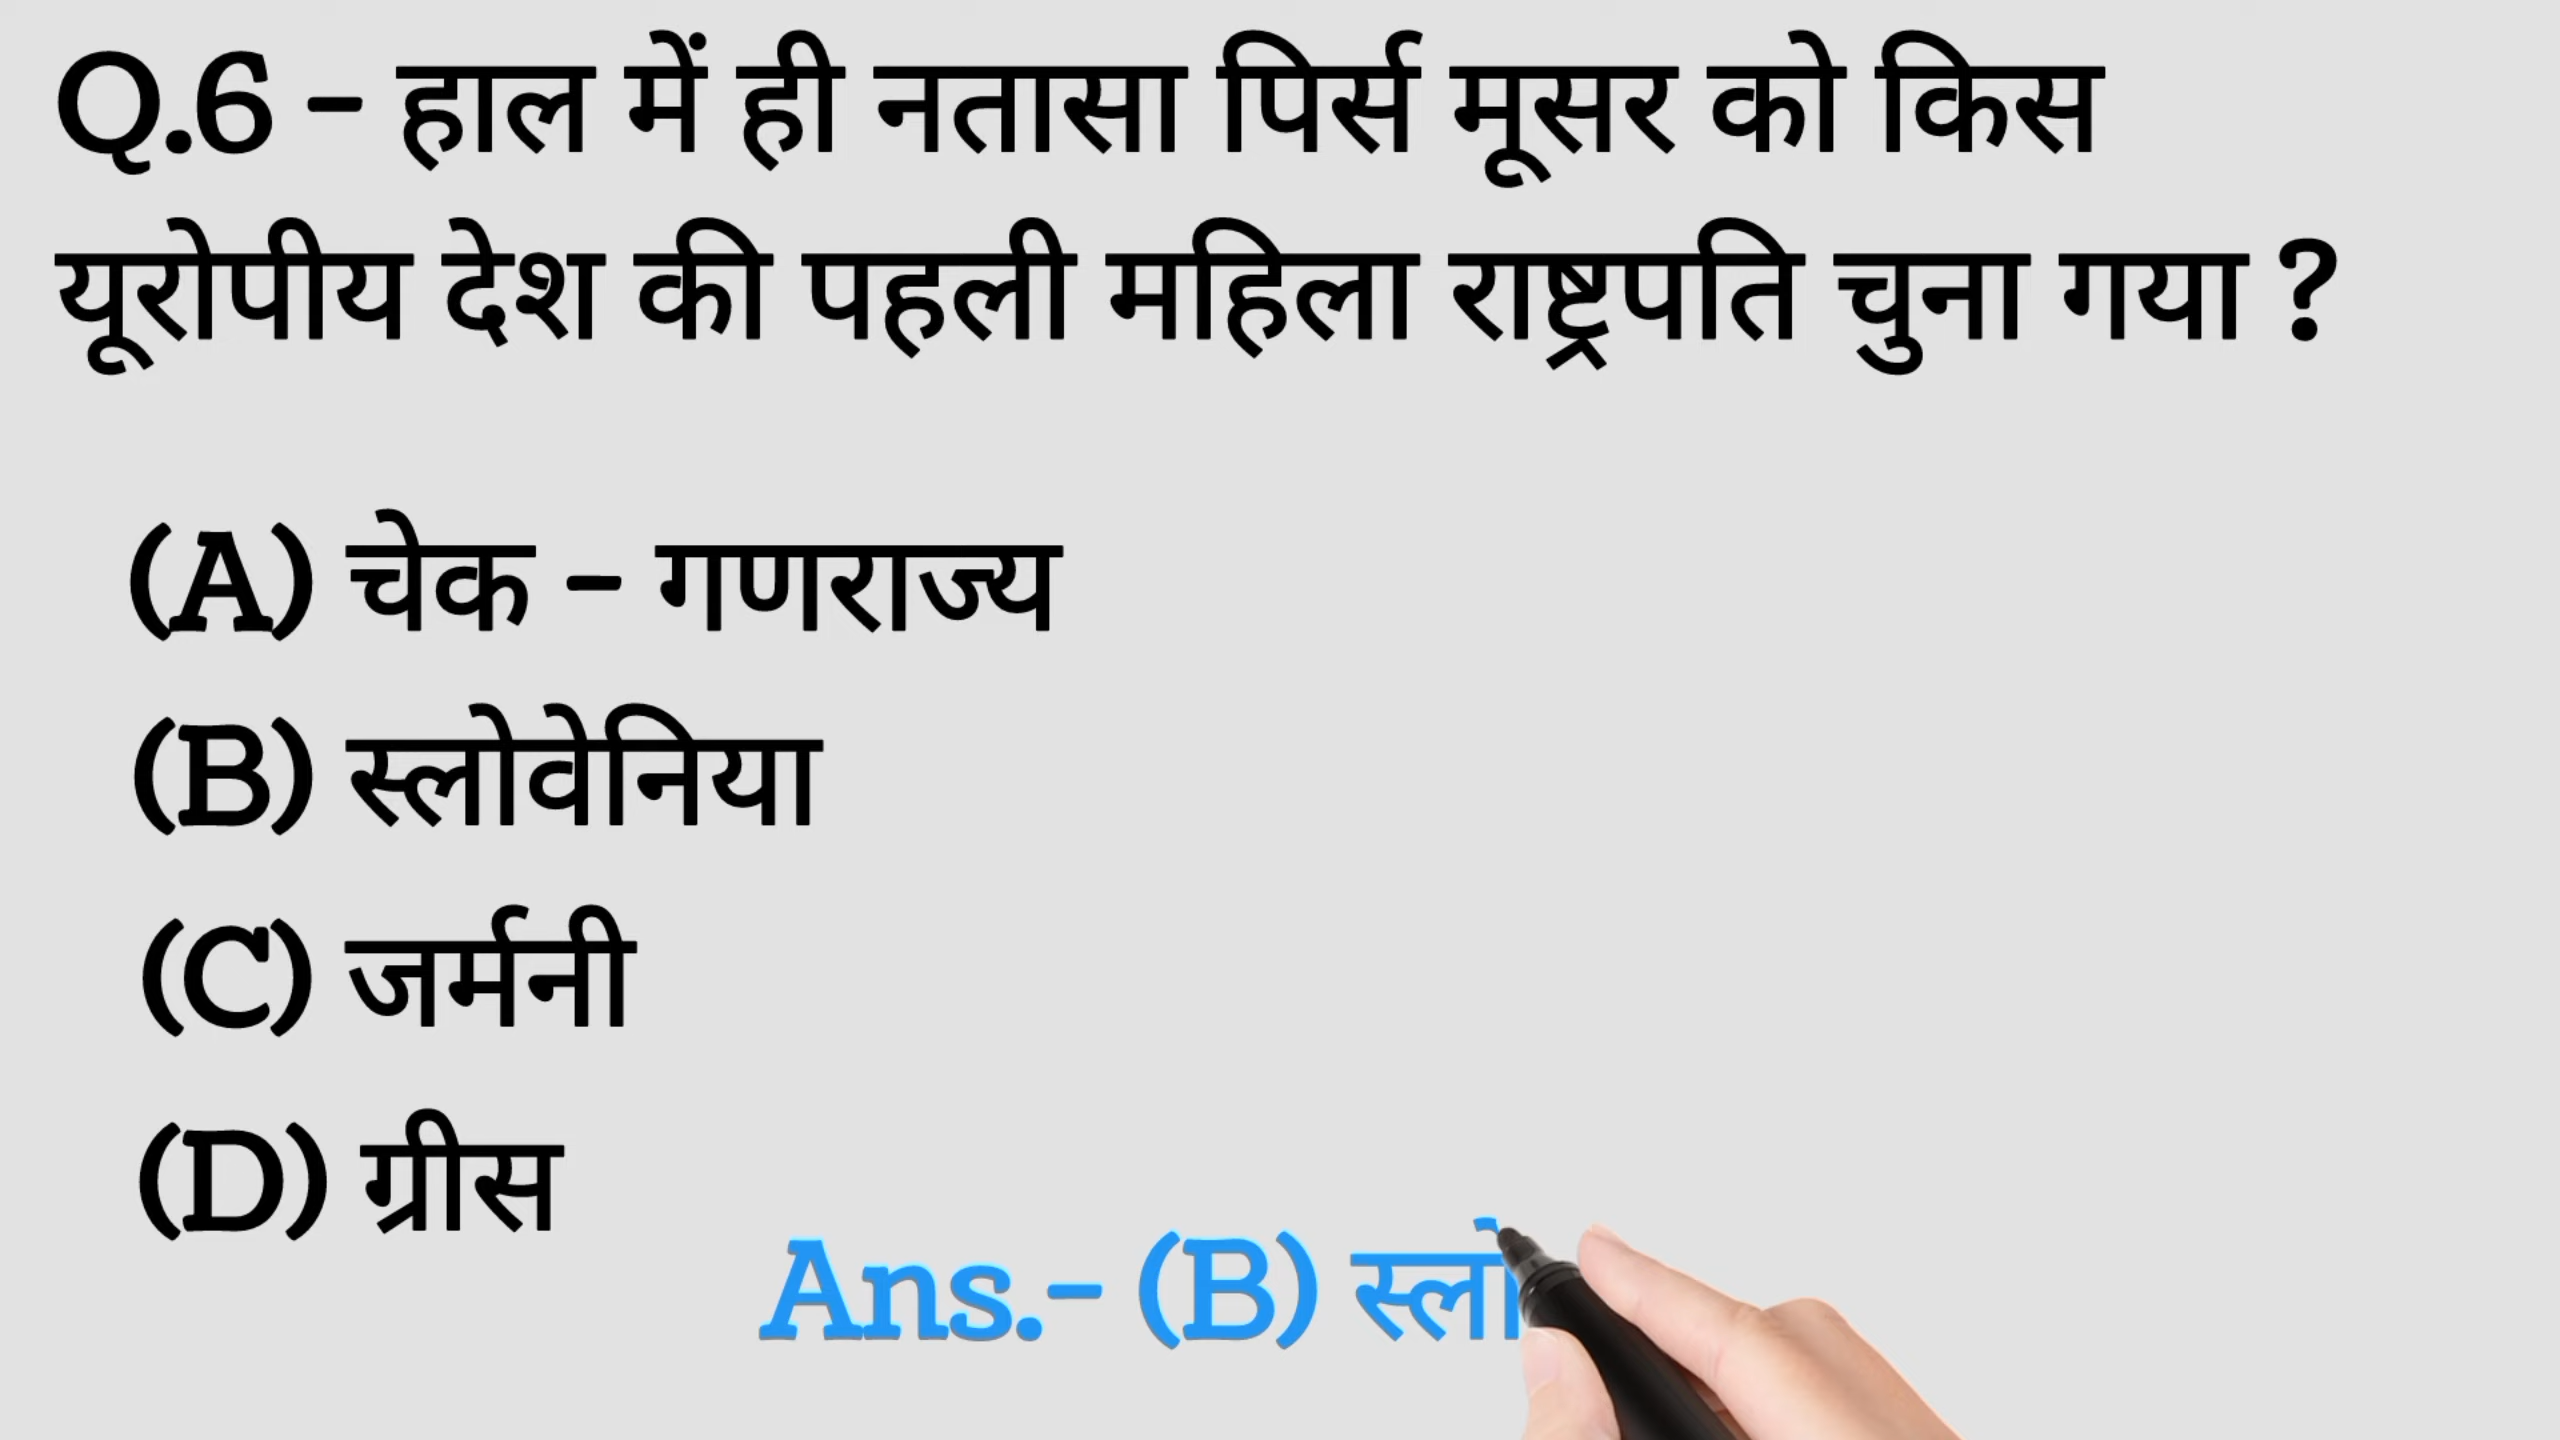 Q.6 - हाल में ही नतासा पिर्स मूसर को किस
यूरोपीय देश की पहली महिला राष्ट्रपति चुना गया ?
(A) चेक - गणराज्य
(B) स्लोवेनिया
(C) जर्मनी
(D) ग्रीस
Ans.- (B) स्लो